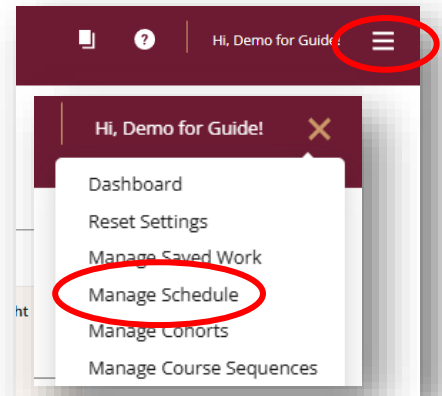 ? Hi, Demo for Guide!
Hi, Demo for Guide!
Dashboard
Reset Settings
Manage Saved Work
Manage Schedule
ht
Manage Cohorts
Manage Course Sequences